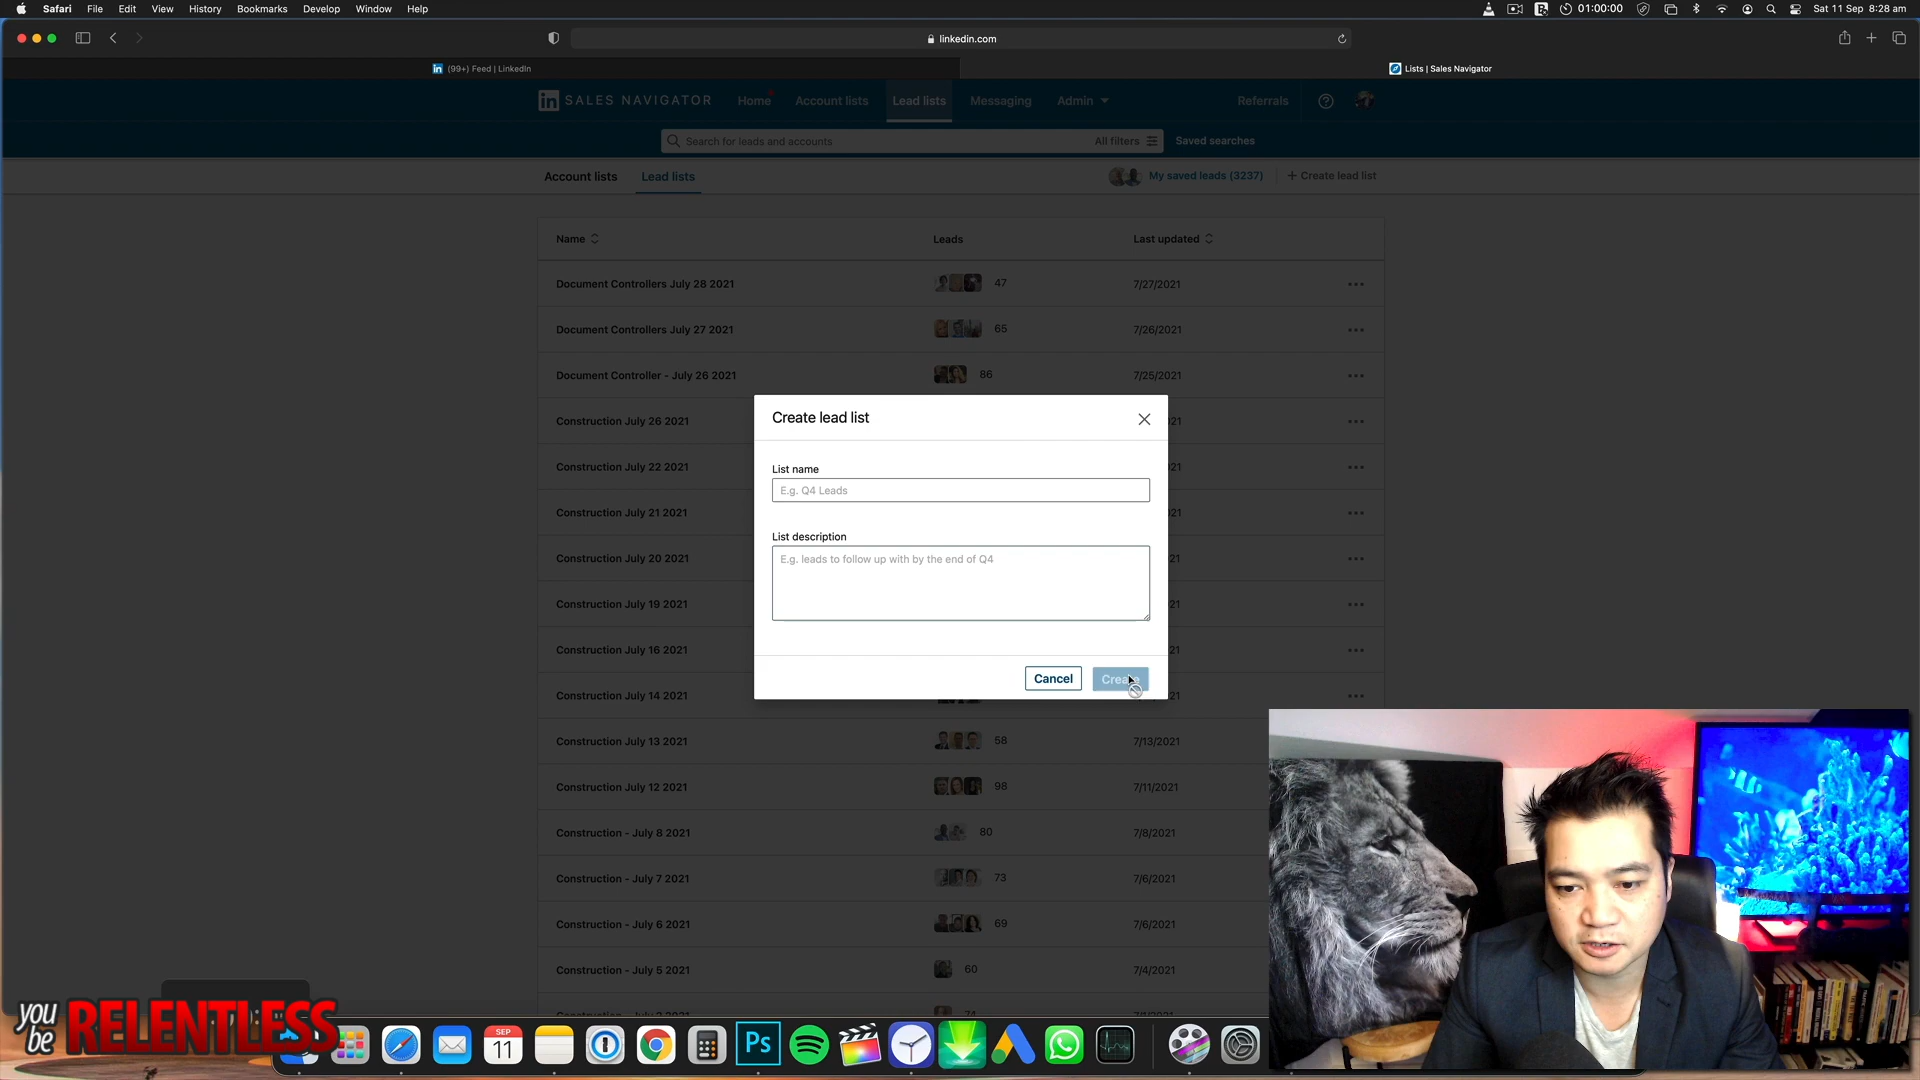 Safari File Edit View History Bookmarks Develop Window Help 01:00:00 Sat 11 Sep 8:28 am
linkedin.com
(99+) Feed | LinkedIn Lists | Sales Navigator
in SALES NAVIGATOR Home Account lists Lead lists Messaging Admin Referrals
Search for leads and accounts All filters Saved searches
Account lists Lead lists My saved leads (3237) + Create lead list
Name Leads Last updated
Document Controllers July 28 2021 47 7/27/2021
Document Controllers July 27 2021 65 7/26/2021
Document Controller - July 26 2021 86 7/25/2021
Construction July 26 2021 21
Construction July 22 2021 21
Construction July 21 2021 21
Construction July 20 2021 21
Construction July 19 2021 21
Construction July 16 2021 21
Construction July 14 2021
Construction July 13 2021 58 7/13/2021
Construction July 12 2021 98 7/11/2021
Construction - July 8 2021 80 7/8/2021
Construction - July 7 2021 73 7/6/2021
Construction - July 6 2021 69 7/6/2021
Construction - July 5 2021 60 7/4/2021
Create lead list
List name
E.g. Q4 Leads
List description
E.g. leads to follow up with by the end of Q4
Cancel Create
you be RELENTLESS
SEP
11
Ps